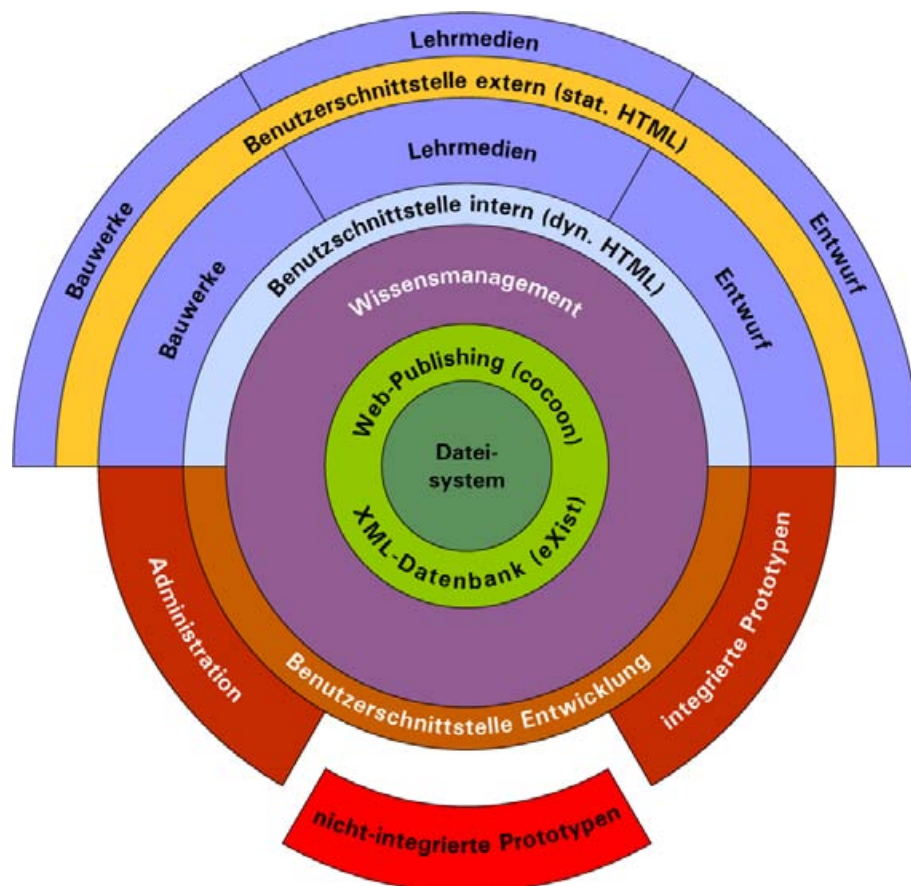 Lehrmedien
Benutzerschnittstelle extern (stat. HTML)
Bauwerke
Entwurf
Lehrmedien
Benutzschnittstelle intern (dyn. HTML)
Bauwerke
Entwurf
Wissensmanagement
Web-Publishing (cocoon)
Datei-
system
XML-Datenbank (eXist)
Administration
Benutzerschnittstelle Entwicklung
integrierte Prototypen
nicht-integrierte Prototypen